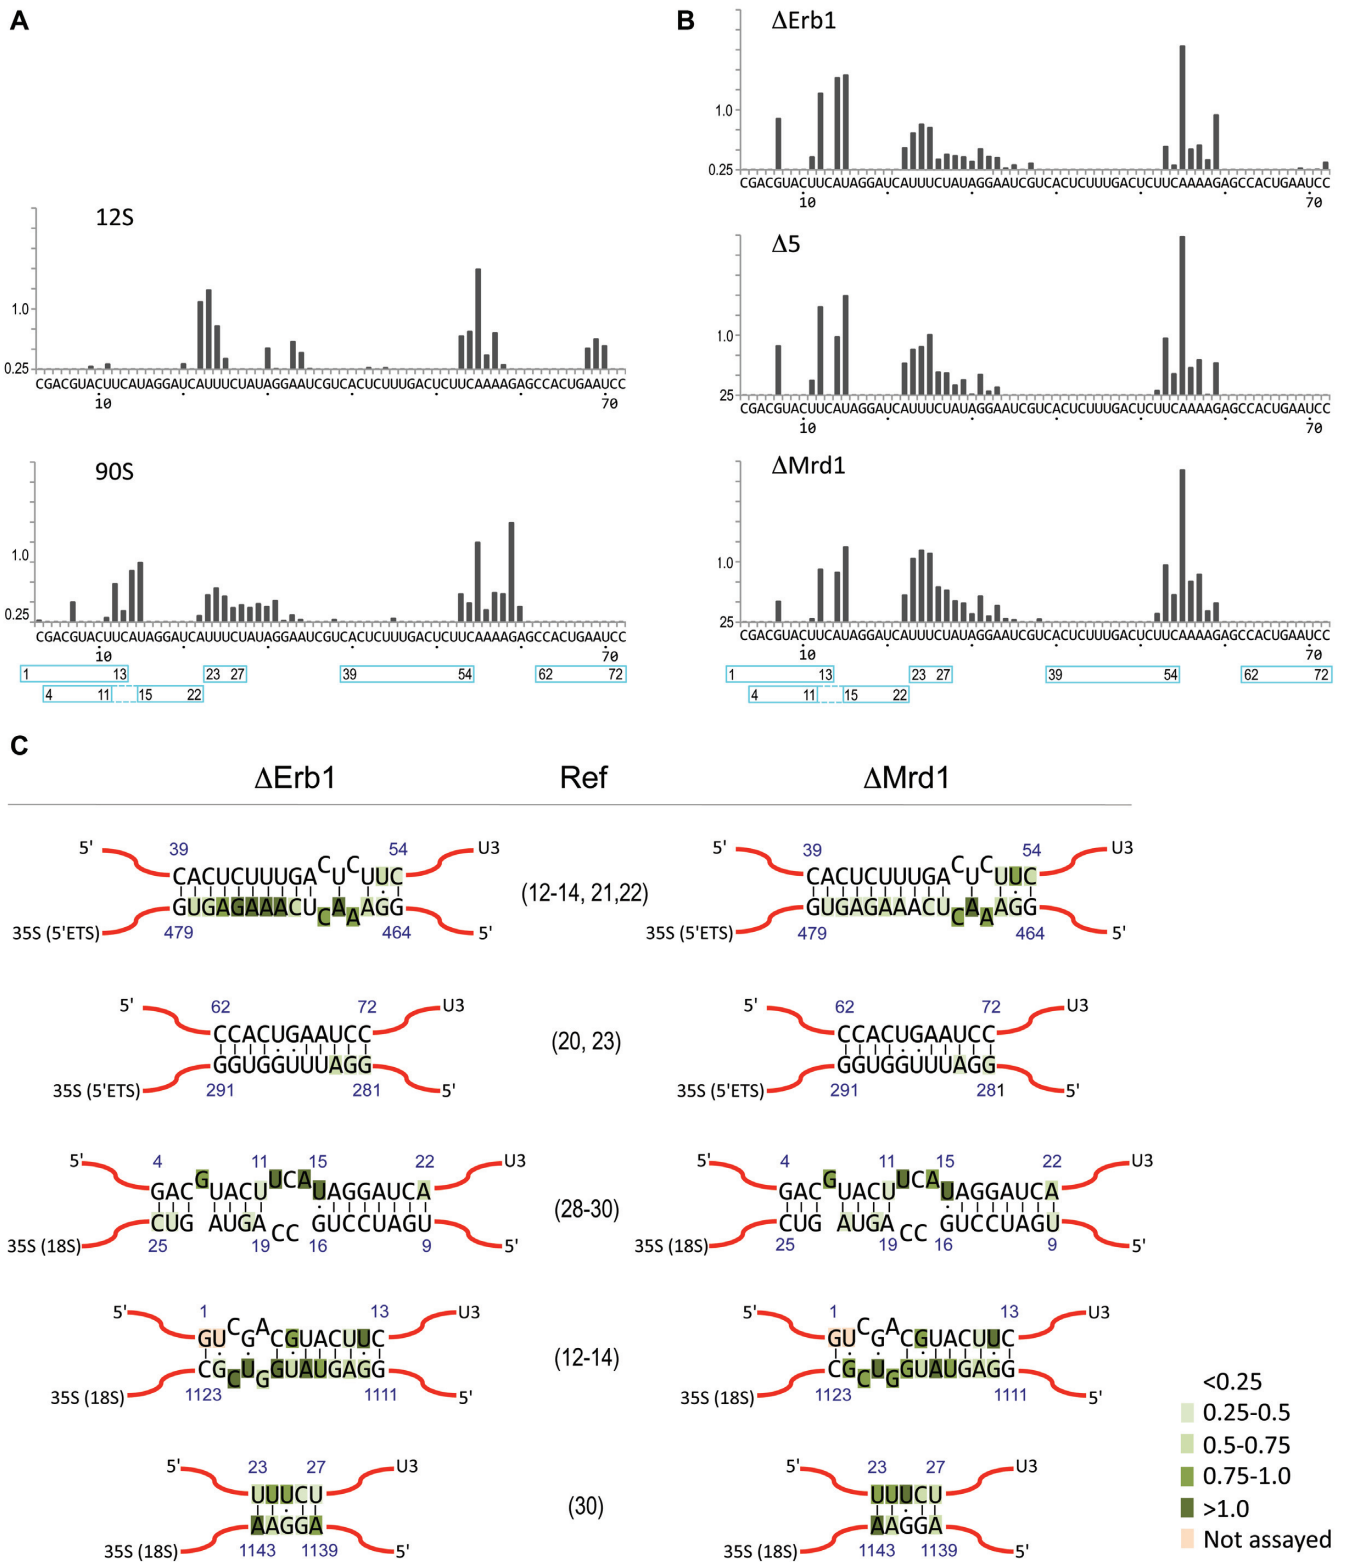 A
12S
1.0
0.25
CGACGUACUUCAUAGGAUCAUUUCUAUAGGAAUCGUCACUCUUUGACUCUUCAAAAGAGCCACUGAAUCC
10 70
90S
1.0
0.25
CGACGUACUUCAUAGGAUCAUUUCUAUAGGAAUCGUCACUCUUUGACUCUUCAAAAGAGCCACUGAAUCC
10 70
1 13 23 27 39 54 62 72
4 11 15 22
B
ΔErb1
1.0
0.25
CGACGUACUUCAUAGGAUCAUUUCUAUAGGAAUCGUCACUCUUUGACUCUUCAAAAGAGCCACUGAAUCC
10 70
Δ5
1.0
25
CGACGUACUUCAUAGGAUCAUUUCUAUAGGAAUCGUCACUCUUUGACUCUUCAAAAGAGCCACUGAAUCC
10 70
ΔMrd1
1.0
25
CGACGUACUUCAUAGGAUCAUUUCUAUAGGAAUCGUCACUCUUUGACUCUUCAAAAGAGCCACUGAAUCC
10 70
1 13 23 27 39 54 62 72
4 11 15 22
C
ΔErb1 Ref ΔMrd1
5' 39 54 U3 5' 39 54 U3
CACUCUUUGACUCUUC CACUCUUUGACUCUUC
(12-14, 21,22)
GUGAGAAACUCAAAGG GUGAGAAACUCAAAGG
35S (5'ETS) 479 464 5' 35S (5'ETS) 479 464 5'
5' 62 72 U3 5' 62 72 U3
CCACUGAAUCC CCACUGAAUCC
(20, 23)
GGUGGUUUAGG GGUGGUUUAGG
35S (5'ETS) 291 281 5' 35S (5'ETS) 291 281 5'
5' 4 11 15 22 U3 5' 4 11 15 22 U3
GACGUACUUCAUAGGAUCA GACGUACUUCAUAGGAUCA
(28-30)
CUG AUGA CC GUCCUAGU CUG AUGA CC GUCCUAGU
35S (18S) 25 19 16 9 5' 35S (18S) 25 19 16 9 5'
5' 1 13 U3 5' 1 13 U3
GUCGACGUACUUC GUCGACGUACUUC
(12-14)
CGCUGGUAUGAGG CGCUGGUAUGAGG
35S (18S) 1123 1111 5' 35S (18S) 1123 1111 5'
5' 23 27 U3 5' 23 27 U3
UUUCU UUUCU
(30)
AAGGA AAGGA
35S (18S) 1143 1139 5' 35S (18S) 1143 1139 5'
<0.25
0.25-0.5
0.5-0.75
0.75-1.0
>1.0
Not assayed